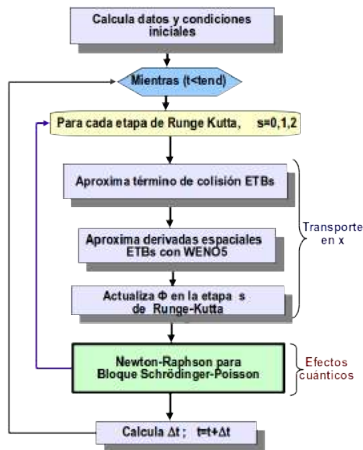 Calcula datos y condiciones
iniciales
Mientras (t<tend)
Para cada etapa de Runge Kutta, s=0,1,2
Aproxima término de colisión ETBs
Aproxima derivadas espaciales
ETBs con WENO5
Actualiza Φ en la etapa s
de Runge-Kutta
Transporte
en x
Newton-Raphson para
Bloque Schrödinger-Poisson
Efectos
cuánticos
Calcula Δt ; t=t+Δt